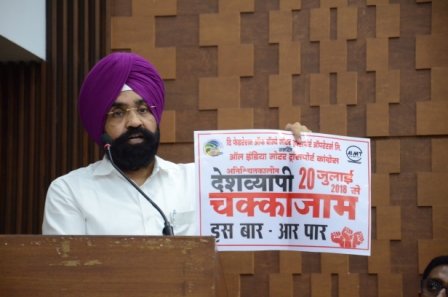 ऑल इंडिया मोटर ट्रांसपोर्ट कांग्रेस
अनिश्चितकालीन
देशव्यापी 20 जुलाई 2018 से
चक्काजाम
इस बार - आर पार